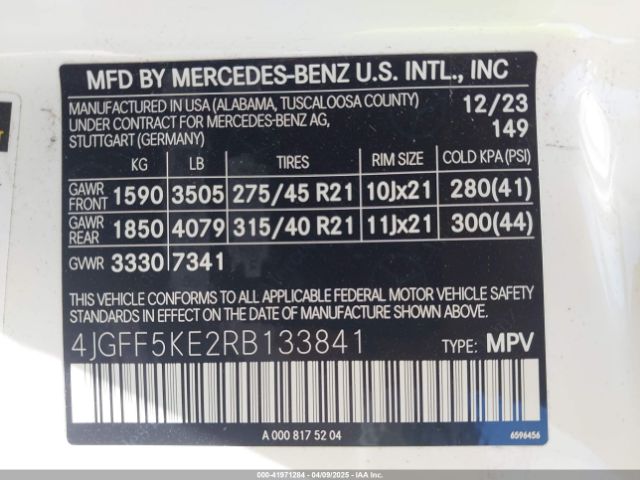 MFD BY MERCEDES-BENZ U.S. INTL., INC
MANUFACTURED IN USA (ALABAMA, TUSCALOOSA COUNTY) 12/23
UNDER CONTRACT FOR MERCEDES-BENZ AG, 149
STUTTGART (GERMANY)
KG LB TIRES RIM SIZE COLD KPA (PSI)
GAWR FRONT 1590 3505 275/45 R21 10Jx21 280(41)
GAWR REAR 1850 4079 315/40 R21 11Jx21 300(44)
GVWR 3330 7341
THIS VEHICLE CONFORMS TO ALL APPLICABLE FEDERAL MOTOR VEHICLE SAFETY
STANDARDS IN EFFECT ON THE DATE OF MANUFACTURE SHOWN ABOVE.
4JGFF5KE2RB133841 TYPE: MPV
A 000 817 52 04 6596456
000-41971284 - 04/09/2025 - IAA Inc.